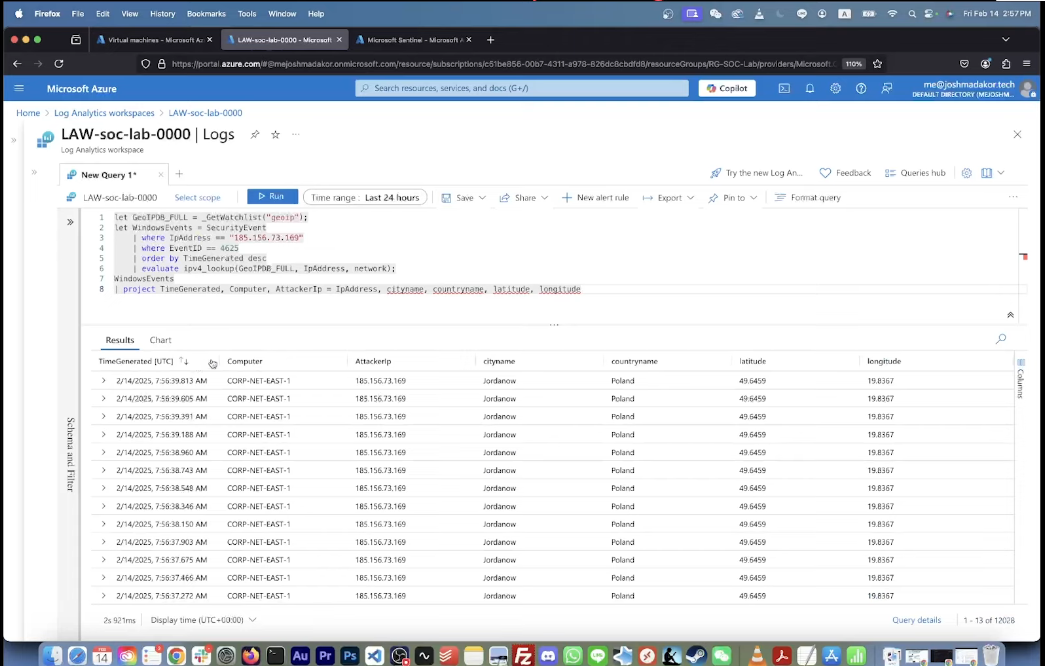 Firefox File Edit View History Bookmarks Tools Window Help Fri Feb 14 2:57 PM
Virtual machines - Microsoft Az LAW-soc-lab-0000 - Microsoft Microsoft Sentinel - Microsoft A
https://portal.azure.com/#@meioshmadakor.onmicrosoft.com/resource/subscriptions/ 110%
Microsoft Azure Search resources, services, and docs (G+/) Copilot me@joshmadakor.tech
DEFAULT DIRECTORY (MEJOSHM...
Home > Log Analytics workspaces > LAW-soc-lab-0000
LAW-soc-lab-0000 | Logs
Log Analytics workspace
New Query 1* Try the new Log An... Feedback Queries hub
LAW-soc-lab-0000 Select scope Run Time range : Last 24 hours Save Share New alert rule Export Pin to Format query
1 let GeoIPDB_FULL = _GetWatchlist("geoip");
2 let WindowsEvents = SecurityEvent
3 | where IpAddress == "185.156.73.169"
4 | where EventID == 4625
5 | order by TimeGenerated desc
6 | evaluate ipv4_lookup(GeoIPDB_FULL, IpAddress, network);
7 WindowsEvents
8 | project TimeGenerated, Computer, AttackerIp = IpAddress, cityname, countryname, latitude, longitude
Results Chart
TimeGenerated [UTC] Computer AttackerIp cityname countryname latitude longitude
2/14/2025, 7:56:39.813 AM CORP-NET-EAST-1 185.156.73.169 Jordanow Poland 49.6459 19.8367
2/14/2025, 7:56:39.605 AM CORP-NET-EAST-1 185.156.73.169 Jordanow Poland 49.6459 19.8367
2/14/2025, 7:56:39.391 AM CORP-NET-EAST-1 185.156.73.169 Jordanow Poland 49.6459 19.8367
2/14/2025, 7:56:39.188 AM CORP-NET-EAST-1 185.156.73.169 Jordanow Poland 49.6459 19.8367
2/14/2025, 7:56:38.960 AM CORP-NET-EAST-1 185.156.73.169 Jordanow Poland 49.6459 19.8367
2/14/2025, 7:56:38.743 AM CORP-NET-EAST-1 185.156.73.169 Jordanow Poland 49.6459 19.8367
2/14/2025, 7:56:38.548 AM CORP-NET-EAST-1 185.156.73.169 Jordanow Poland 49.6459 19.8367
2/14/2025, 7:56:38.346 AM CORP-NET-EAST-1 185.156.73.169 Jordanow Poland 49.6459 19.8367
2/14/2025, 7:56:38.150 AM CORP-NET-EAST-1 185.156.73.169 Jordanow Poland 49.6459 19.8367
2/14/2025, 7:56:37.903 AM CORP-NET-EAST-1 185.156.73.169 Jordanow Poland 49.6459 19.8367
2/14/2025, 7:56:37.675 AM CORP-NET-EAST-1 185.156.73.169 Jordanow Poland 49.6459 19.8367
2/14/2025, 7:56:37.466 AM CORP-NET-EAST-1 185.156.73.169 Jordanow Poland 49.6459 19.8367
2/14/2025, 7:56:37.272 AM CORP-NET-EAST-1 185.156.73.169 Jordanow Poland 49.6459 19.8367
Schema and Filter
Columns
2s 921ms Display time (UTC+00:00) Query details 1 - 13 of 12028